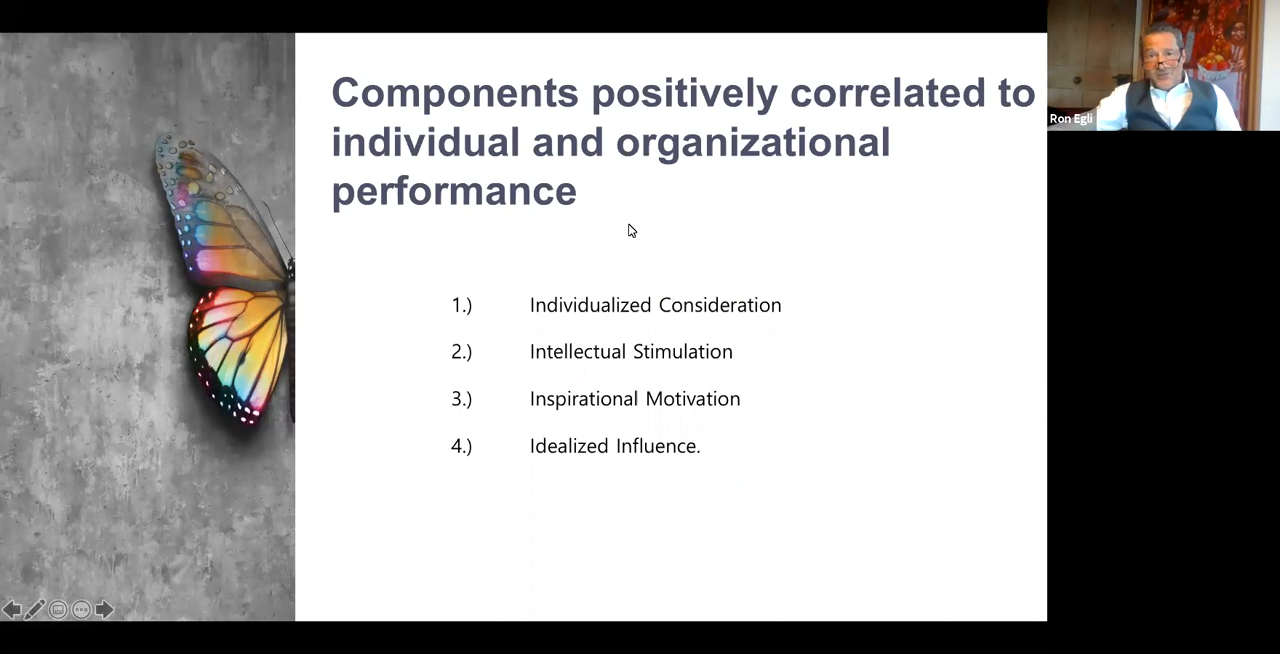 Components positively correlated to
individual and organizational
performance
Ron Egli
1.) Individualized Consideration
2.) Intellectual Stimulation
3.) Inspirational Motivation
4.) Idealized Influence.